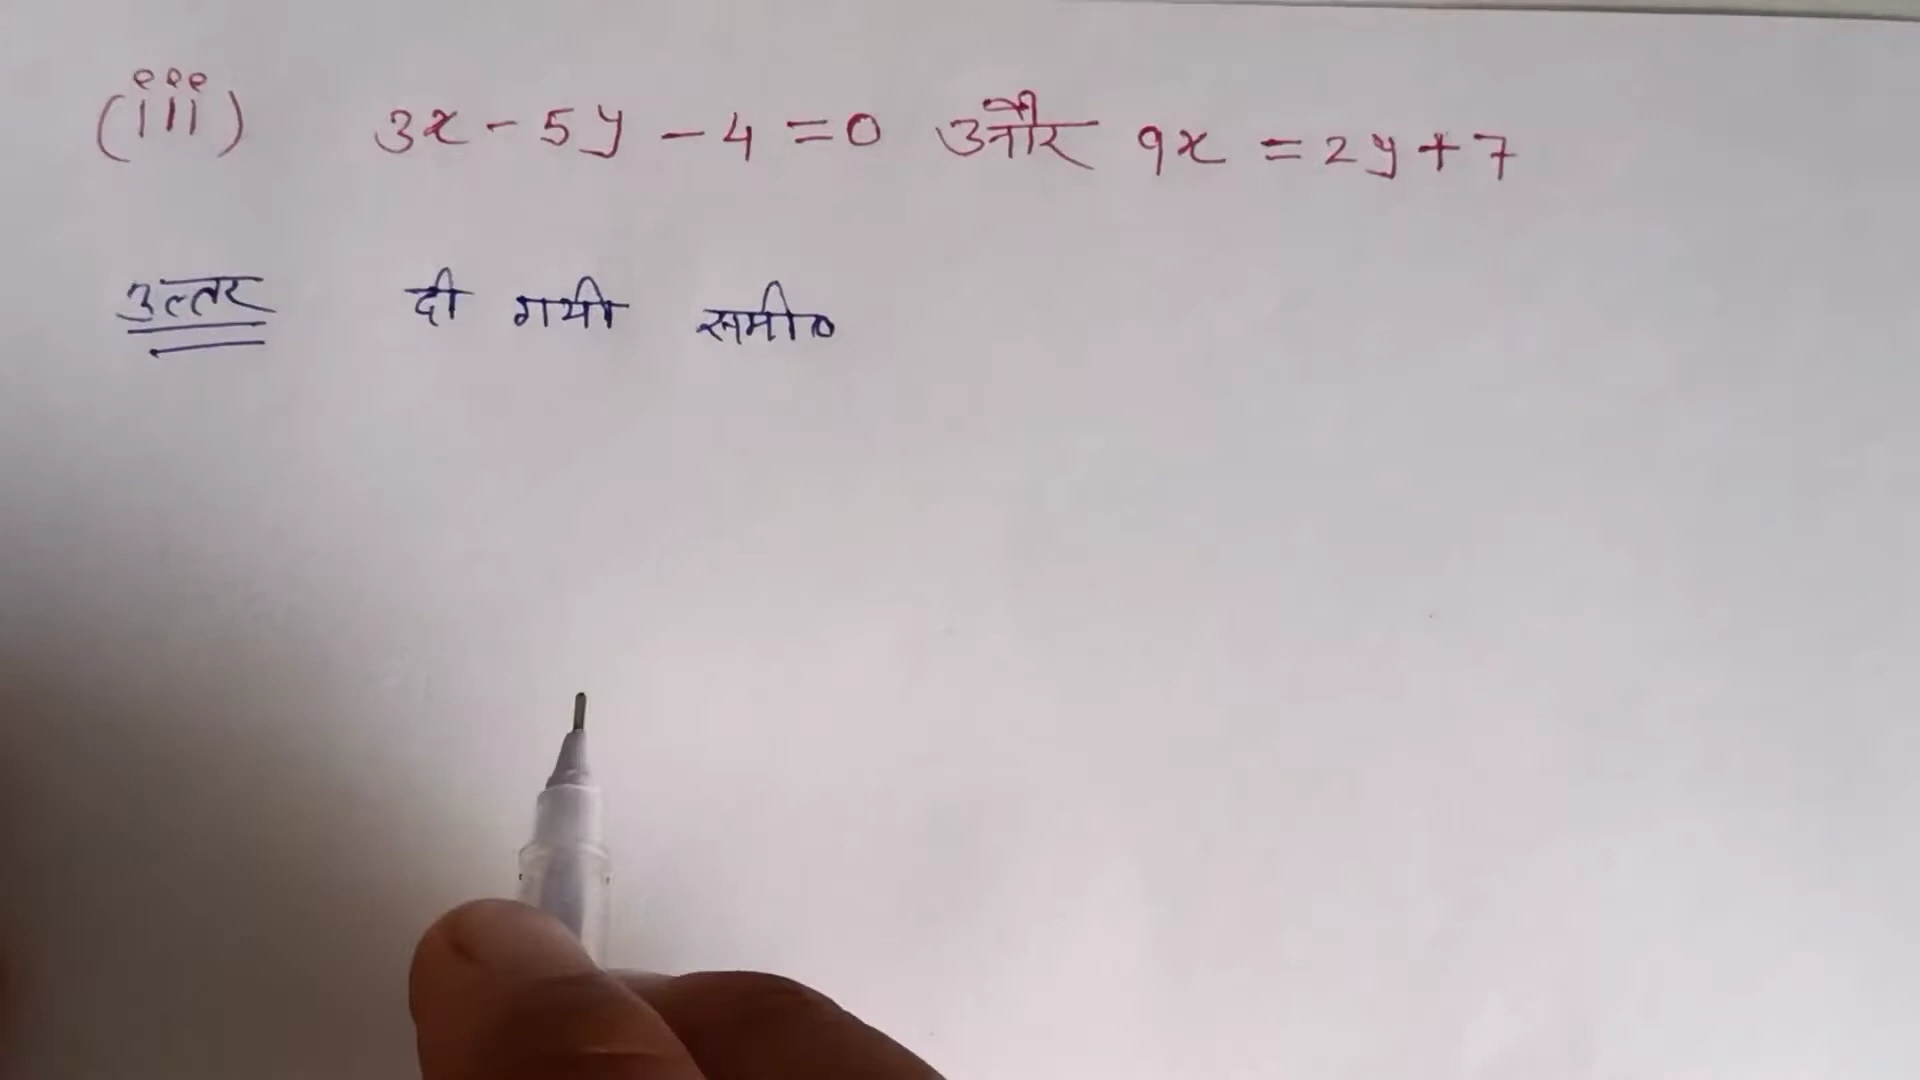 (iii) 3x - 5y - 4 = 0 और 9x = 2y + 7
उत्तर दी गयी समी०